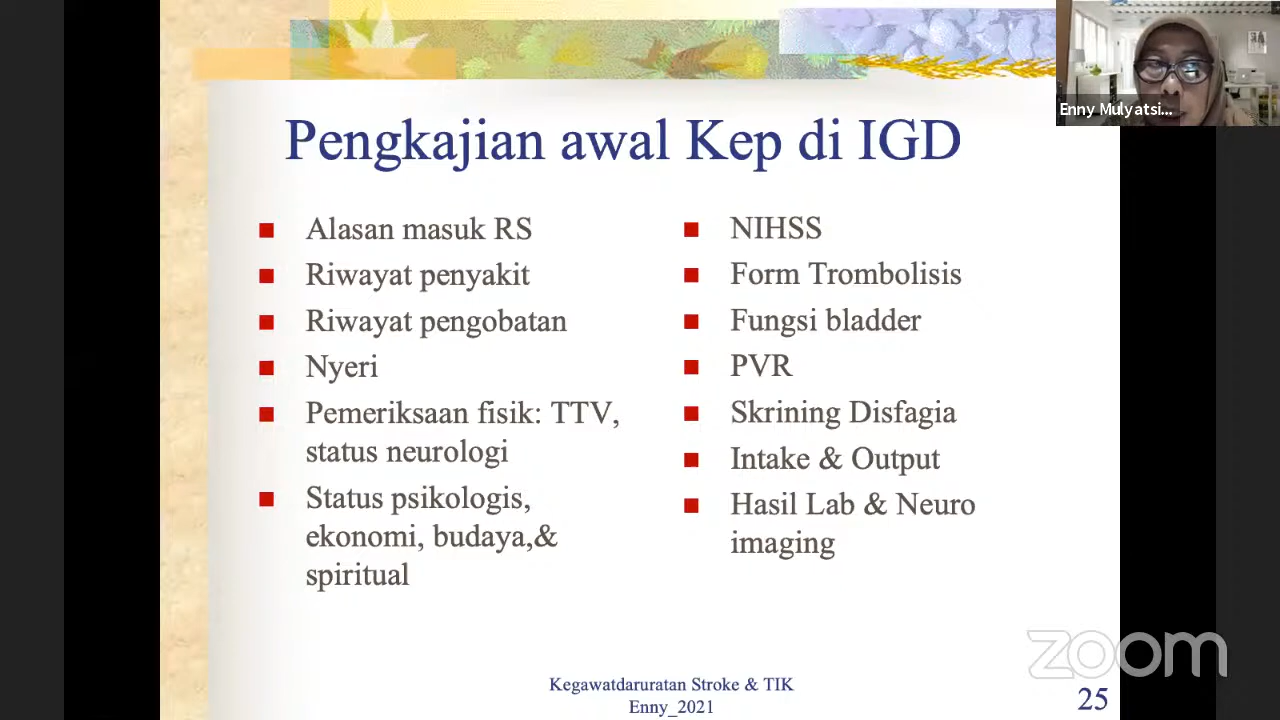 Enny Mulyatsi...
Pengkajian awal Kep di IGD
Alasan masuk RS
Riwayat penyakit
Riwayat pengobatan
Nyeri
Pemeriksaan fisik: TTV,
status neurologi
Status psikologis,
ekonomi, budaya,&
spiritual
NIHSS
Form Trombolisis
Fungsi bladder
PVR
Skrining Disfagia
Intake & Output
Hasil Lab & Neuro
imaging
Kegawatdaruratan Stroke & TIK
Enny_2021
25
zoom